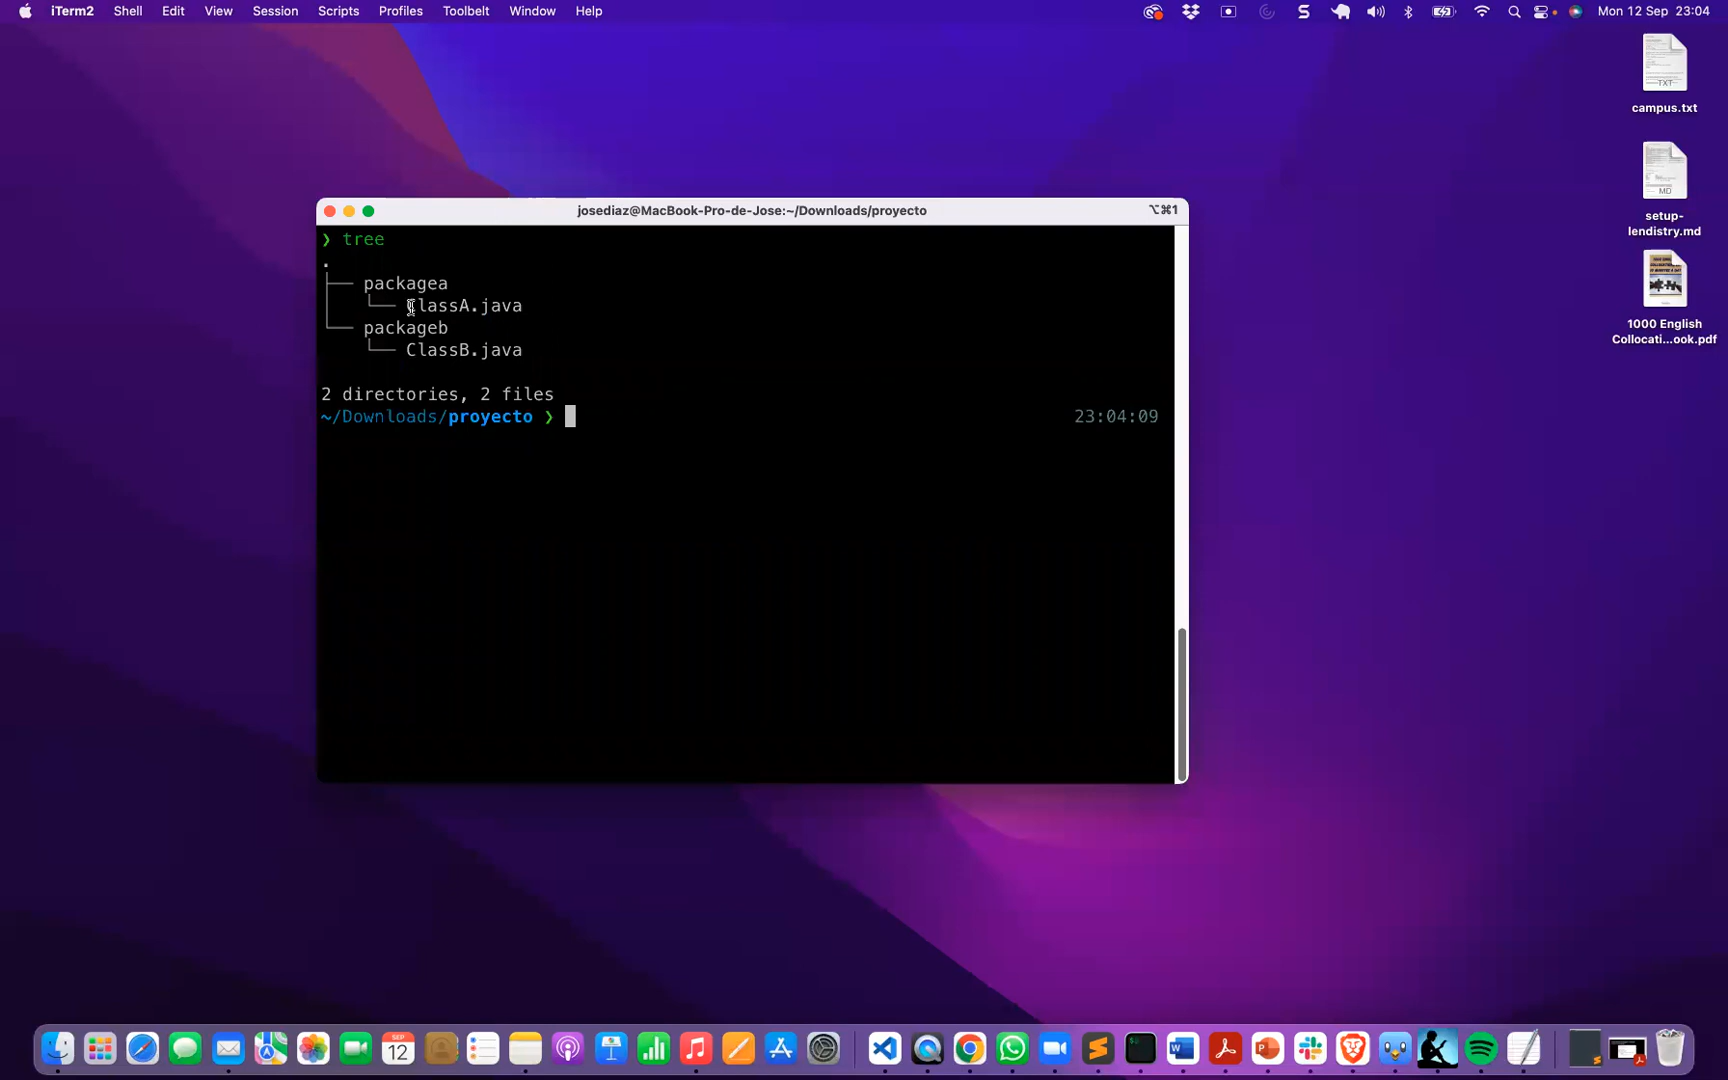 iTerm2 Shell Edit View Session Scripts Profiles Toolbelt Window Help Mon 12 Sep 23:04
campus.txt
setup-
lendistry.md
1000 English
Collocati...ook.pdf
josediaz@MacBook-Pro-de-Jose:~/Downloads/proyecto ⌥⌘1
❯ tree
.
├── packagea
│   └── ClassA.java
└── packageb
    └── ClassB.java
2 directories, 2 files
~/Downloads/proyecto ❯ 23:04:09